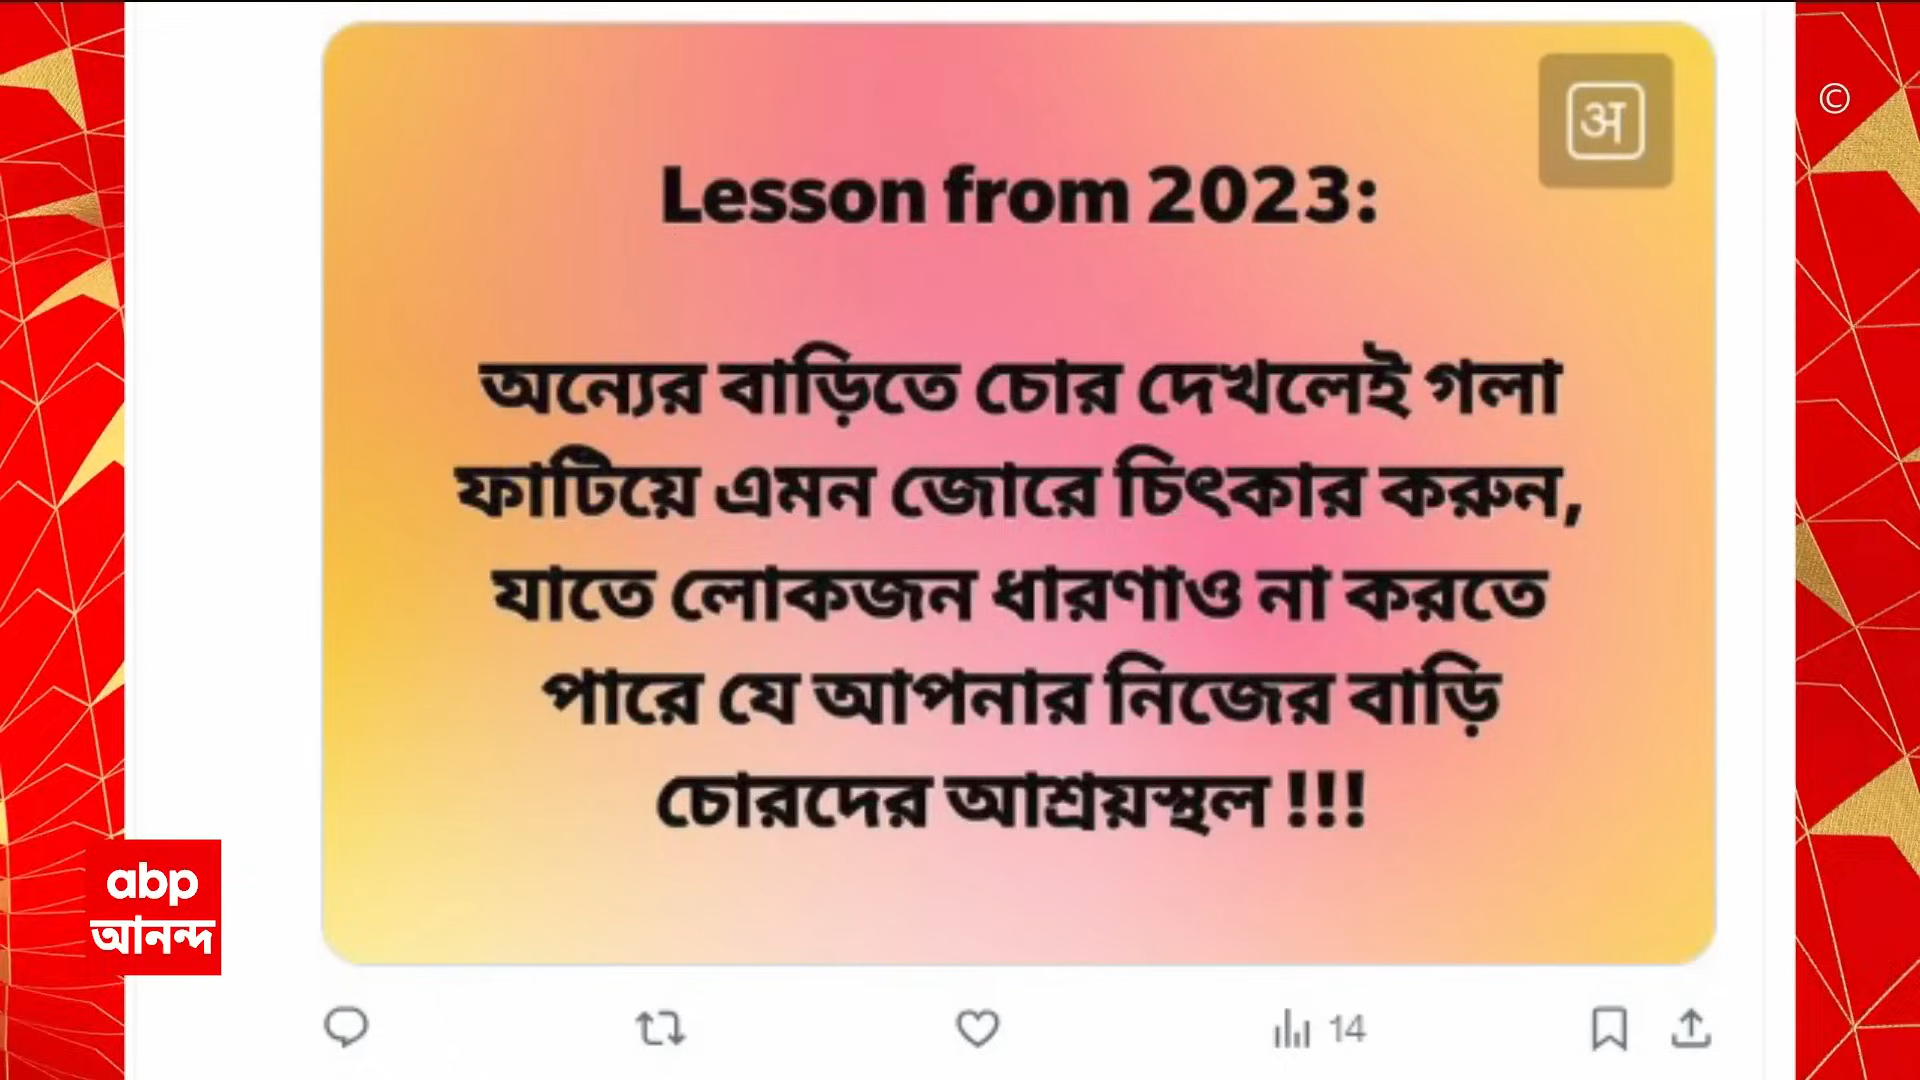 अ
©
Lesson from 2023:
অন্যের বাড়িতে চোর দেখলেই গলা
ফাটিয়ে এমন জোরে চিৎকার করুন,
যাতে লোকজন ধারণাও না করতে
পারে যে আপনার নিজের বাড়ি
চোরদের আশ্রয়স্থল !!!
abp
আনন্দ
14